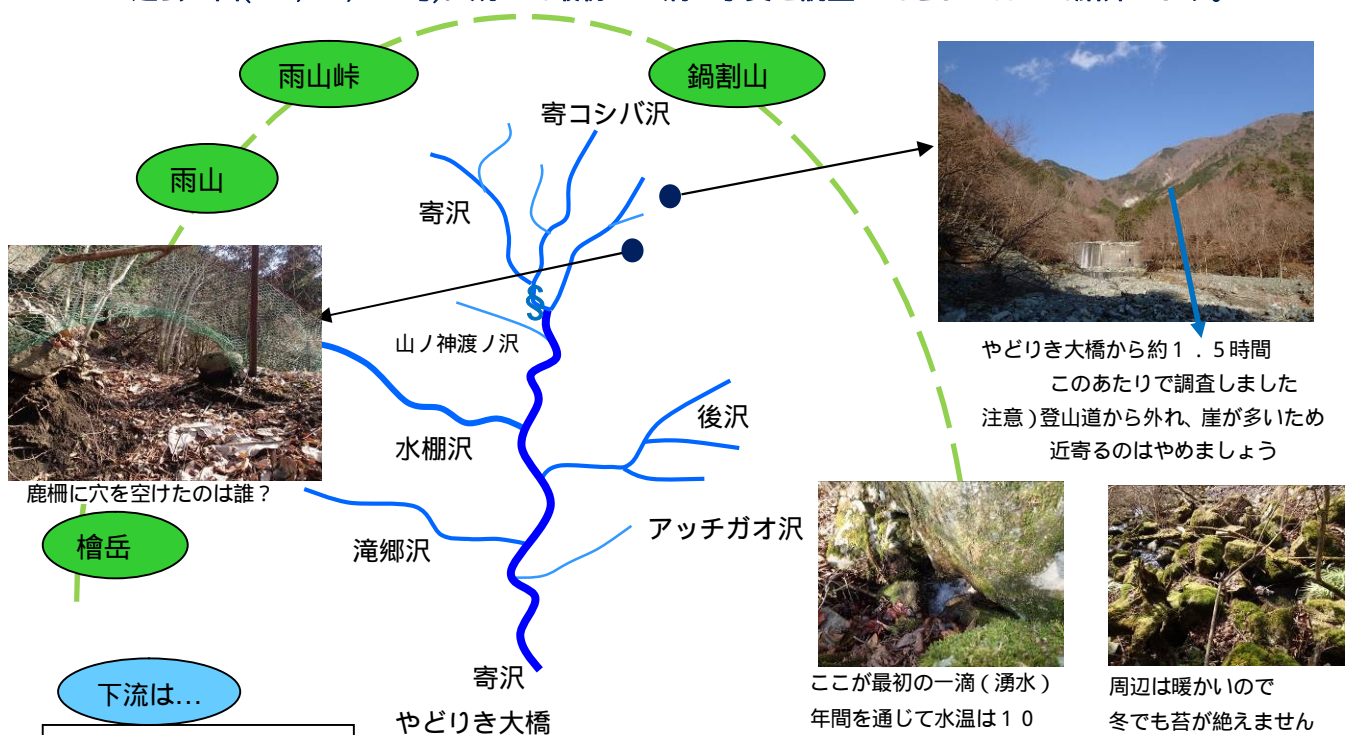 雨山峠
鍋割山
寄コシバ沢
雨山
寄沢
山ノ神渡ノ沢
やどりき大橋から約1．5時間
このあたりで調査しました
注意）登山道から外れ、崖が多いため
近寄るのはやめましょう
後沢
水棚沢
鹿柵に穴を空けたのは誰？
アッチガオ沢
檜岳
滝郷沢
寄沢
やどりき大橋
下流は…
ここが最初の一滴（湧水）
年間を通じて水温は１０
周辺は暖かいので
冬でも苔が絶えません